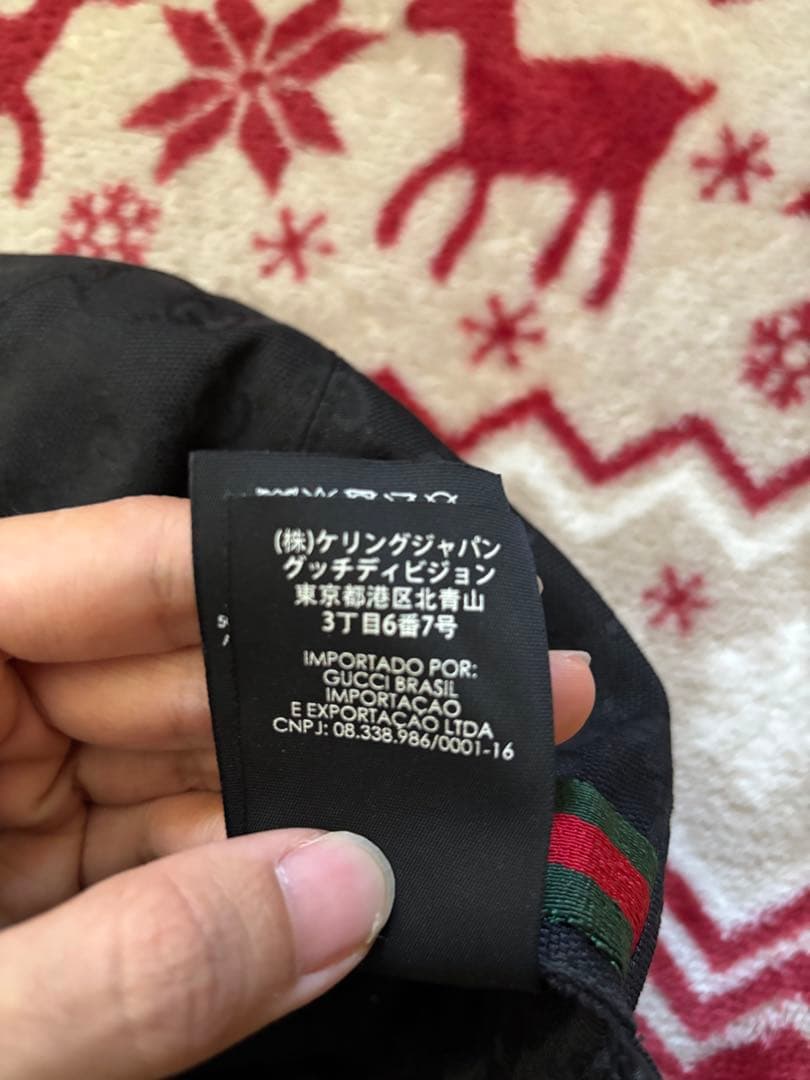 (株)ケリングジャパン
グッチディビジョン
東京都港区北青山
3丁目6番7号
IMPORTADO POR:
GUCCI BRASIL
IMPORTAÇAO
E EXPORTAÇAO LTDA
CNPJ: 08.338.986/0001-16